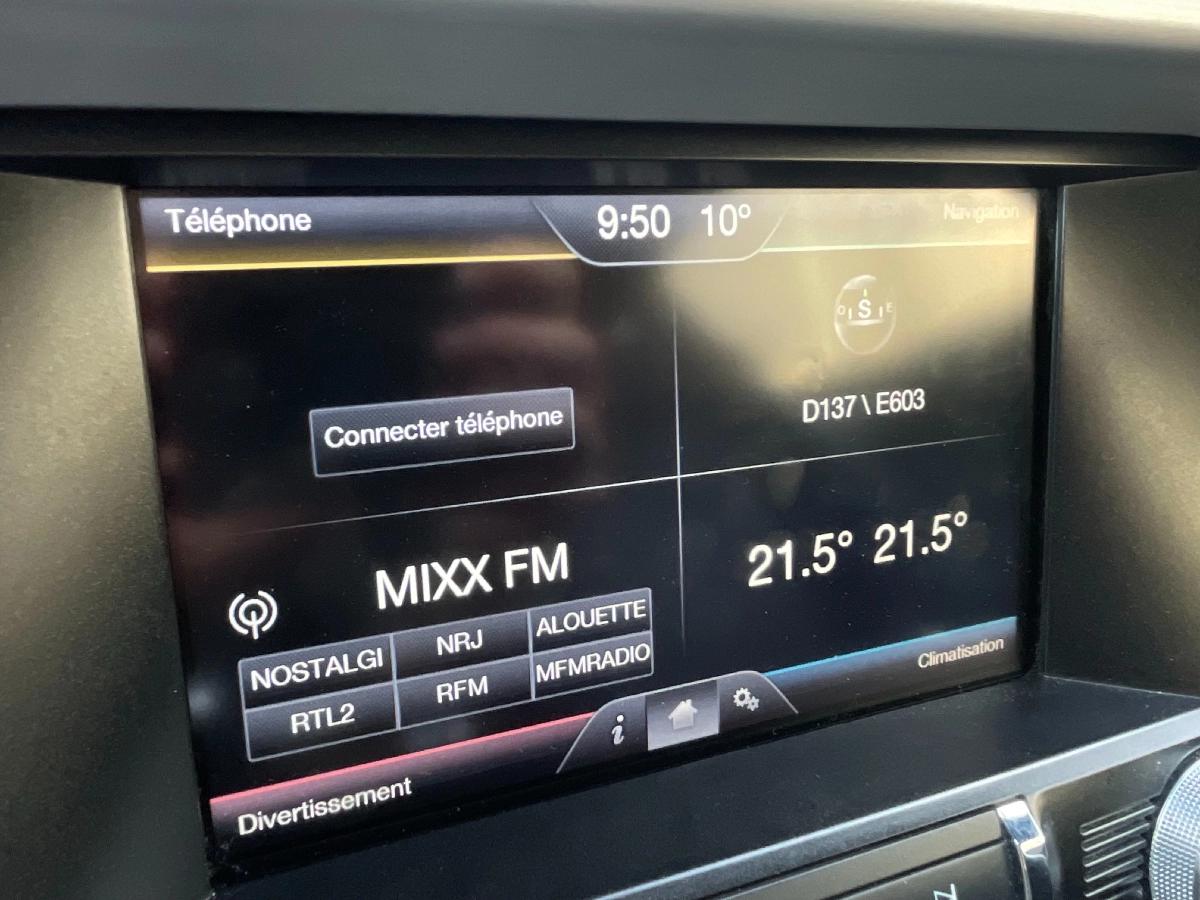 Téléphone
9:50 10°
Navigation
O S E
Connecter téléphone
D137 \ E603
MIXX FM
NOSTALGI NRJ ALOUETTE
RTL2 RFM MFMRADIO
21.5° 21.5°
Climatisation
i
Divertissement